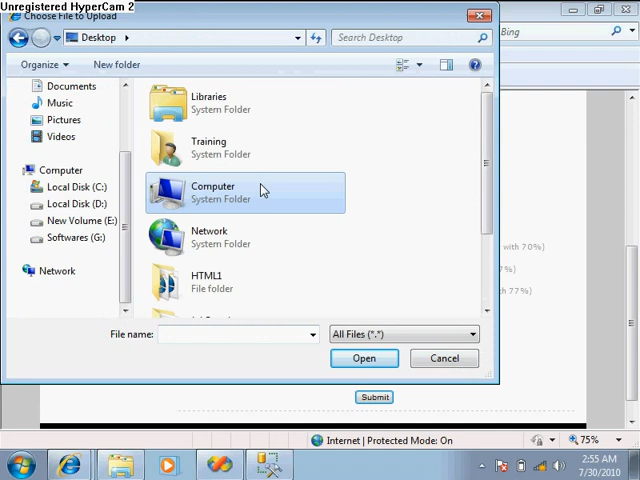 Unregistered HyperCam 2
Choose File to Upload
Desktop
Search Desktop
Bing
Organize
New folder
Documents
Music
Pictures
Videos
Computer
Local Disk (C:)
Local Disk (D:)
New Volume (E:)
Softwares (G:)
Network
Libraries
System Folder
Training
System Folder
Computer
System Folder
Network
System Folder
HTML1
File folder
with 70%)
%)
with 77%)
File name:
All Files (*.*)
Open
Cancel
Submit
Internet | Protected Mode: On
75%
2:55 AM
7/30/2010